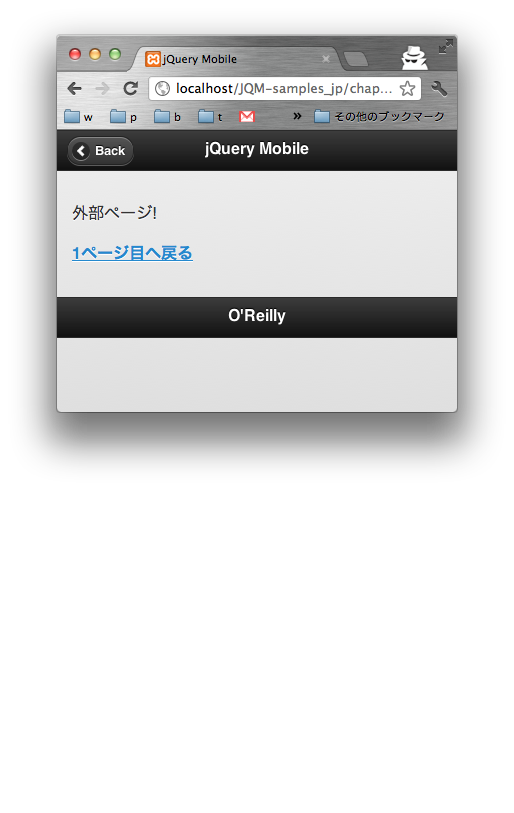 jQuery Mobile
localhost/JQM-samples_jp/chap...
w p b t » その他のブックマーク
Back jQuery Mobile
外部ページ!
1ページ目へ戻る
O'Reilly